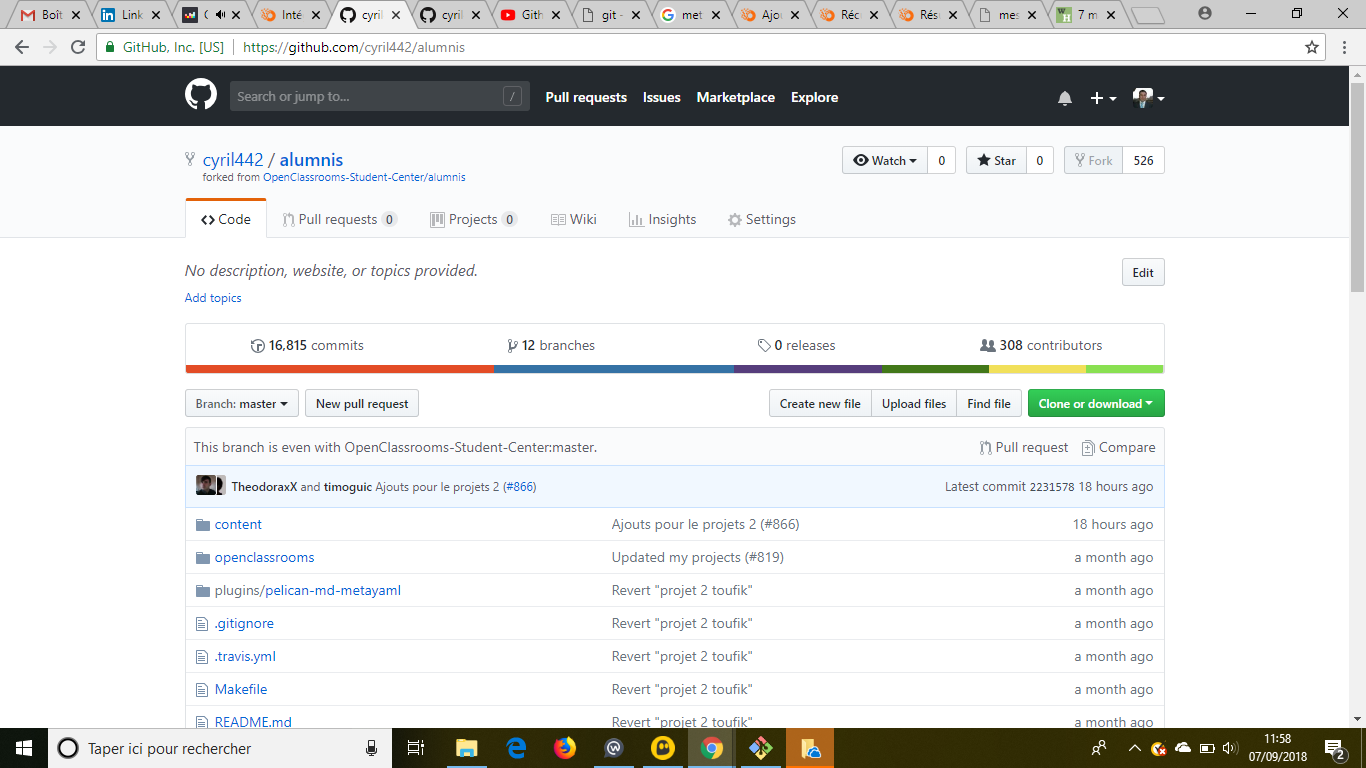 Boît Link C Inté cyril cyril Gith git - met Ajou Réce Rése mes 7 m
GitHub, Inc. [US] https://github.com/cyril442/alumnis
Search or jump to... / Pull requests Issues Marketplace Explore
cyril442 / alumnis Watch 0 Star 0 Fork 526
forked from OpenClassrooms-Student-Center/alumnis
Code Pull requests 0 Projects 0 Wiki Insights Settings
No description, website, or topics provided. Edit
Add topics
16,815 commits 12 branches 0 releases 308 contributors
Branch: master New pull request Create new file Upload files Find file Clone or download
This branch is even with OpenClassrooms-Student-Center:master. Pull request Compare
TheodoraxX and timoguic Ajouts pour le projets 2 (#866) Latest commit 2231578 18 hours ago
content Ajouts pour le projets 2 (#866) 18 hours ago
openclassrooms Updated my projects (#819) a month ago
plugins/pelican-md-metayaml Revert "projet 2 toufik" a month ago
.gitignore Revert "projet 2 toufik" a month ago
.travis.yml Revert "projet 2 toufik" a month ago
Makefile Revert "projet 2 toufik" a month ago
README.md Revert "projet 2 toufik" a month ago
Taper ici pour rechercher 11:58
07/09/2018 2